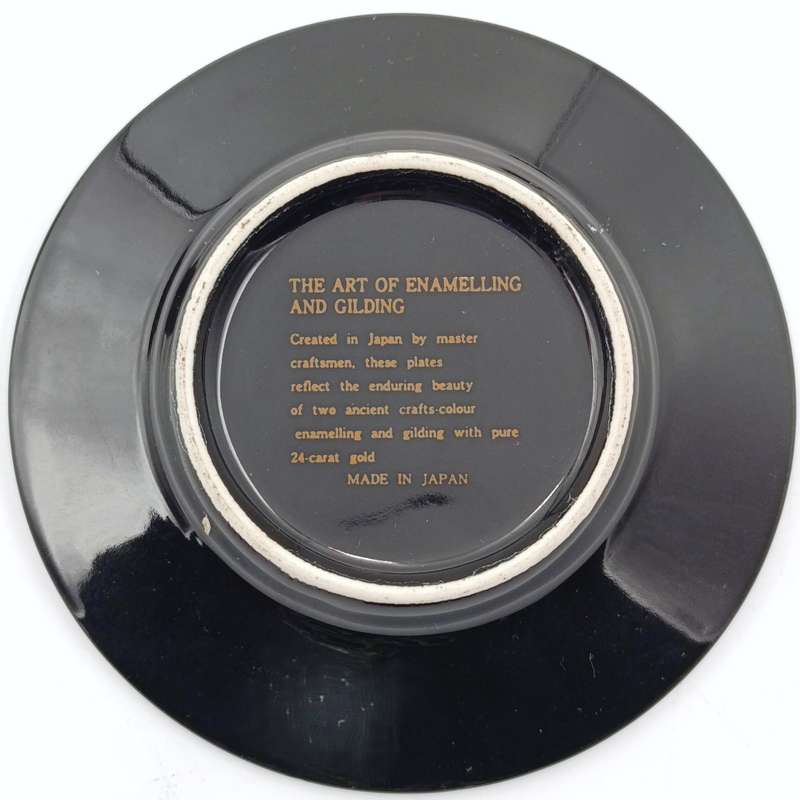 THE ART OF ENAMELLING
AND GILDING
Created in Japan by master
craftsmen, these plates
reflect the enduring beauty
of two ancient crafts-colour
enamelling and gilding with pure
24-carat gold
MADE IN JAPAN